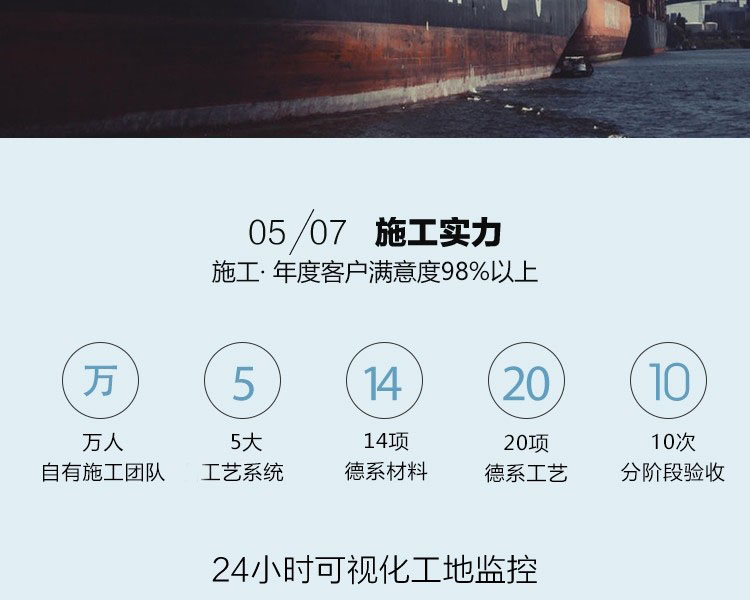 05/07 施工实力
施工·年度客户满意度98%以上
万 5 14 20 10
万人 5大 14项 20项 10次
自有施工团队 工艺系统 德系材料 德系工艺 分阶段验收
24小时可视化工地监控